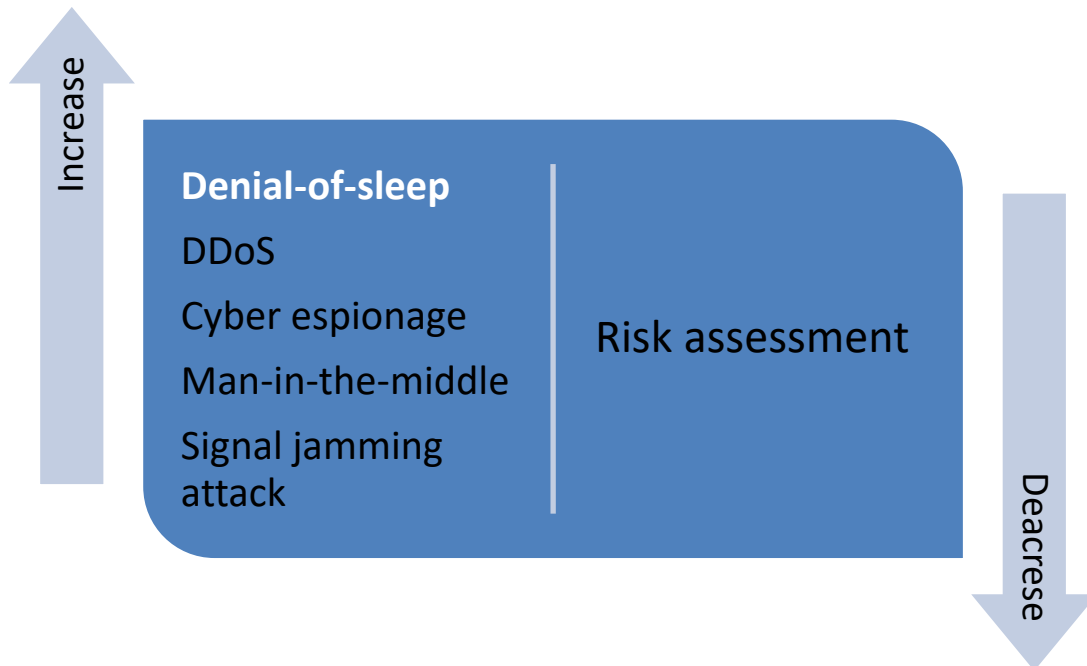 Increase
Denial-of-sleep
DDoS
Cyber espionage
Man-in-the-middle
Signal jamming
attack
Risk assessment
Deacrese